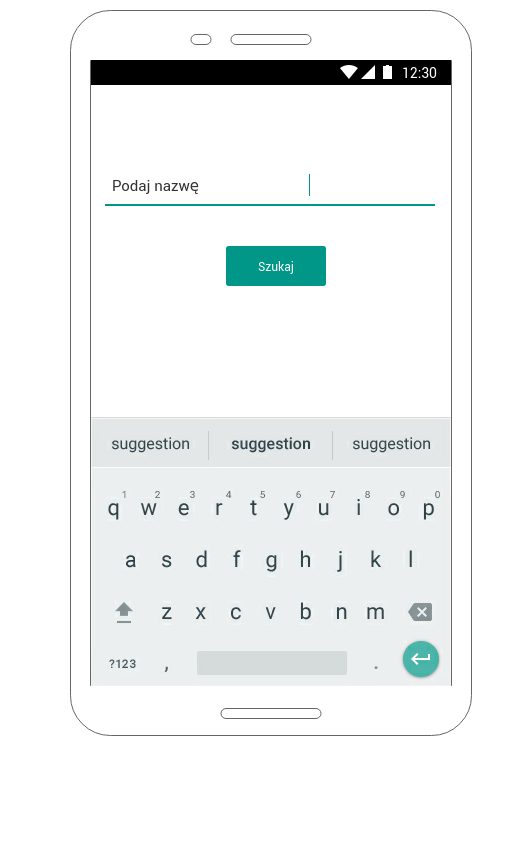 12:30
Podaj nazwę
Szukaj
suggestion suggestion suggestion
1 2 3 4 5 6 7 8 9 0
q w e r t y u i o p
a s d f g h j k l
z x c v b n m
?123 , .